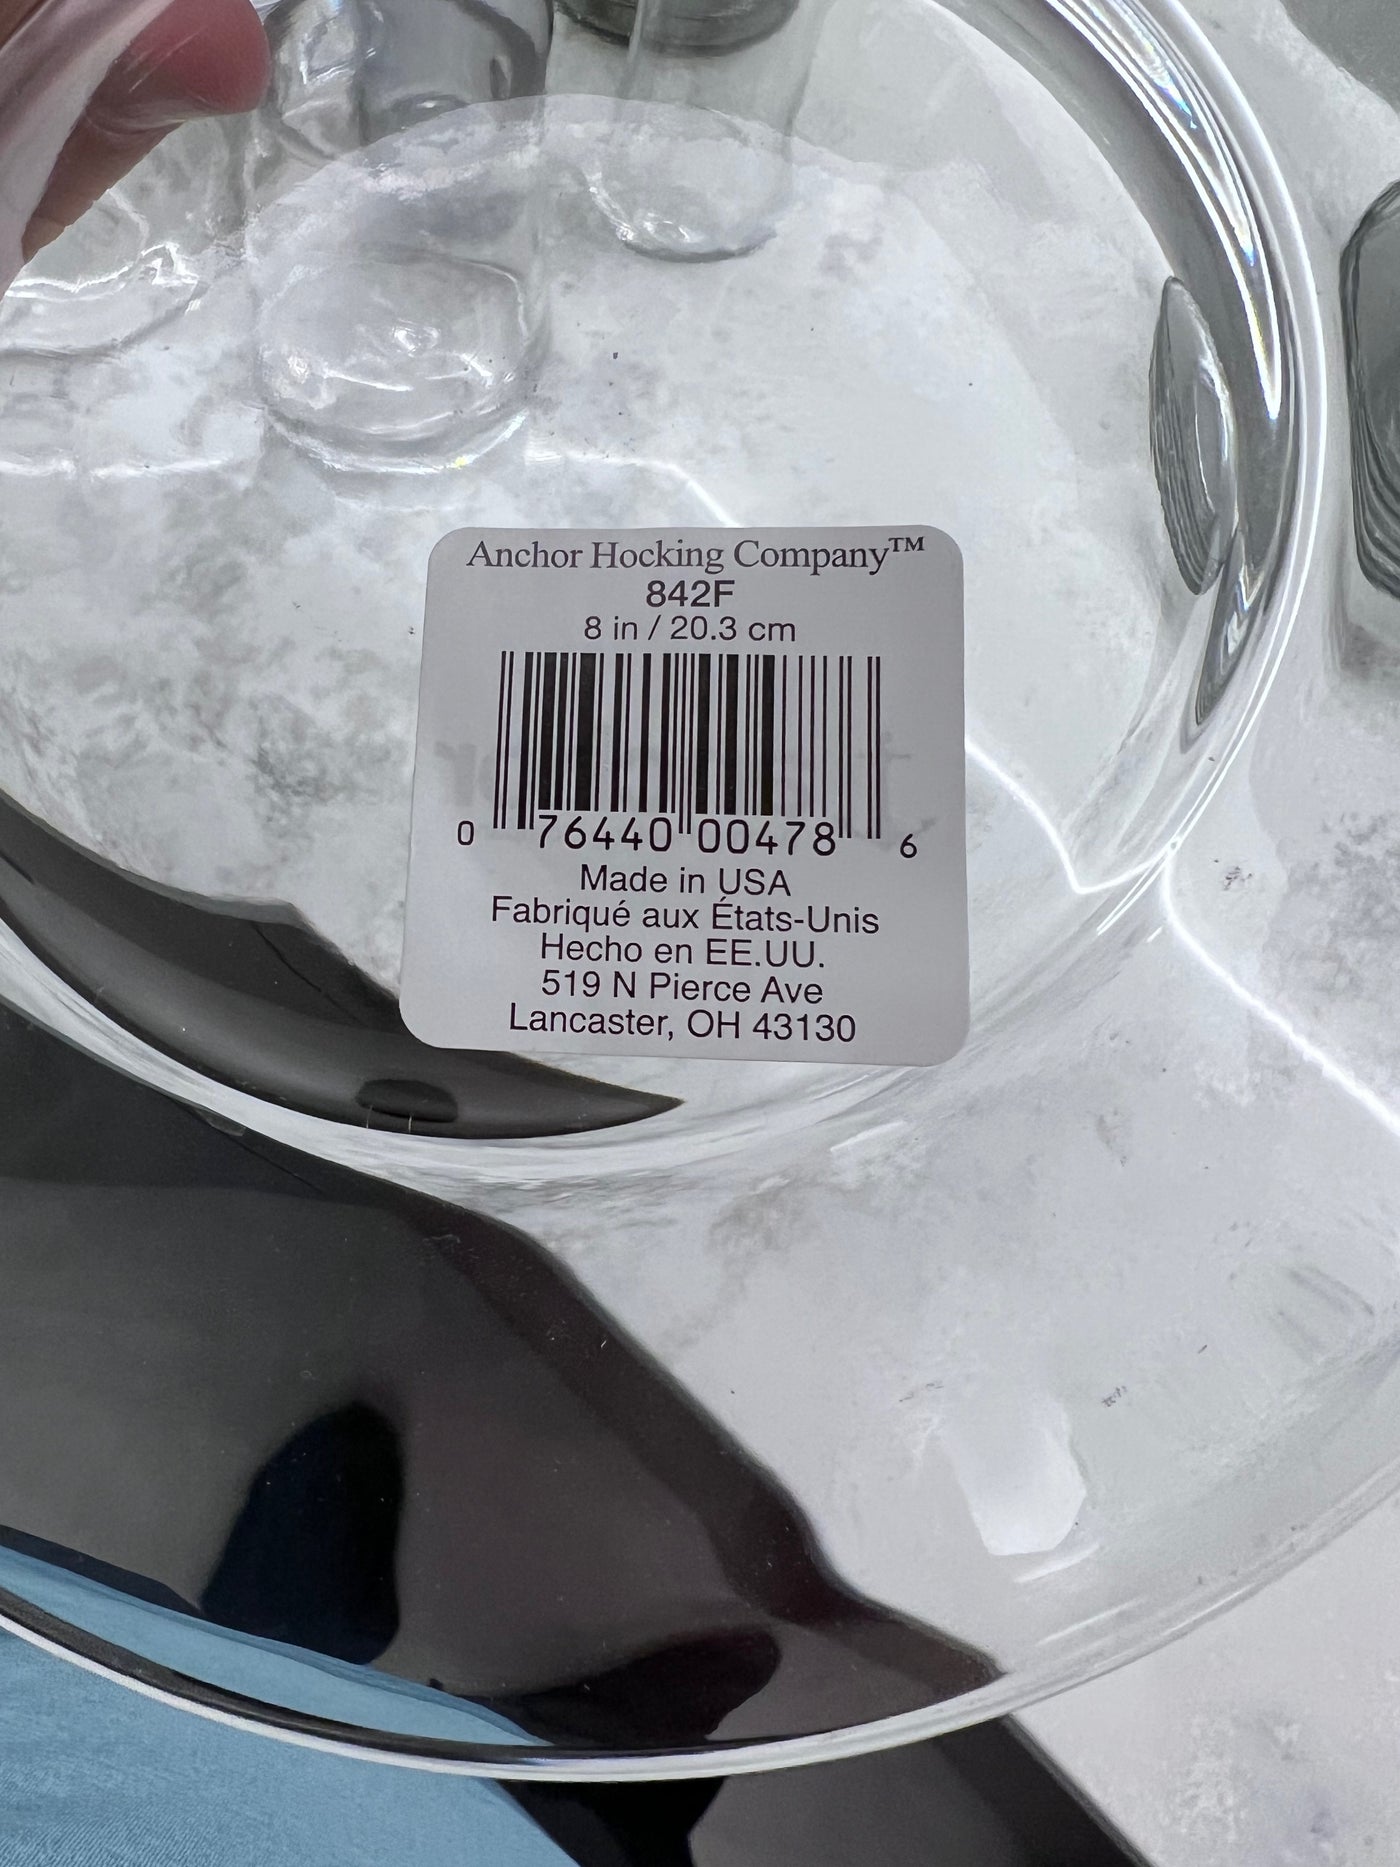 Anchor Hocking Company™
842F
8 in / 20.3 cm
0 76440 00478 6
Made in USA
Fabriqué aux États-Unis
Hecho en EE.UU.
519 N Pierce Ave
Lancaster, OH 43130